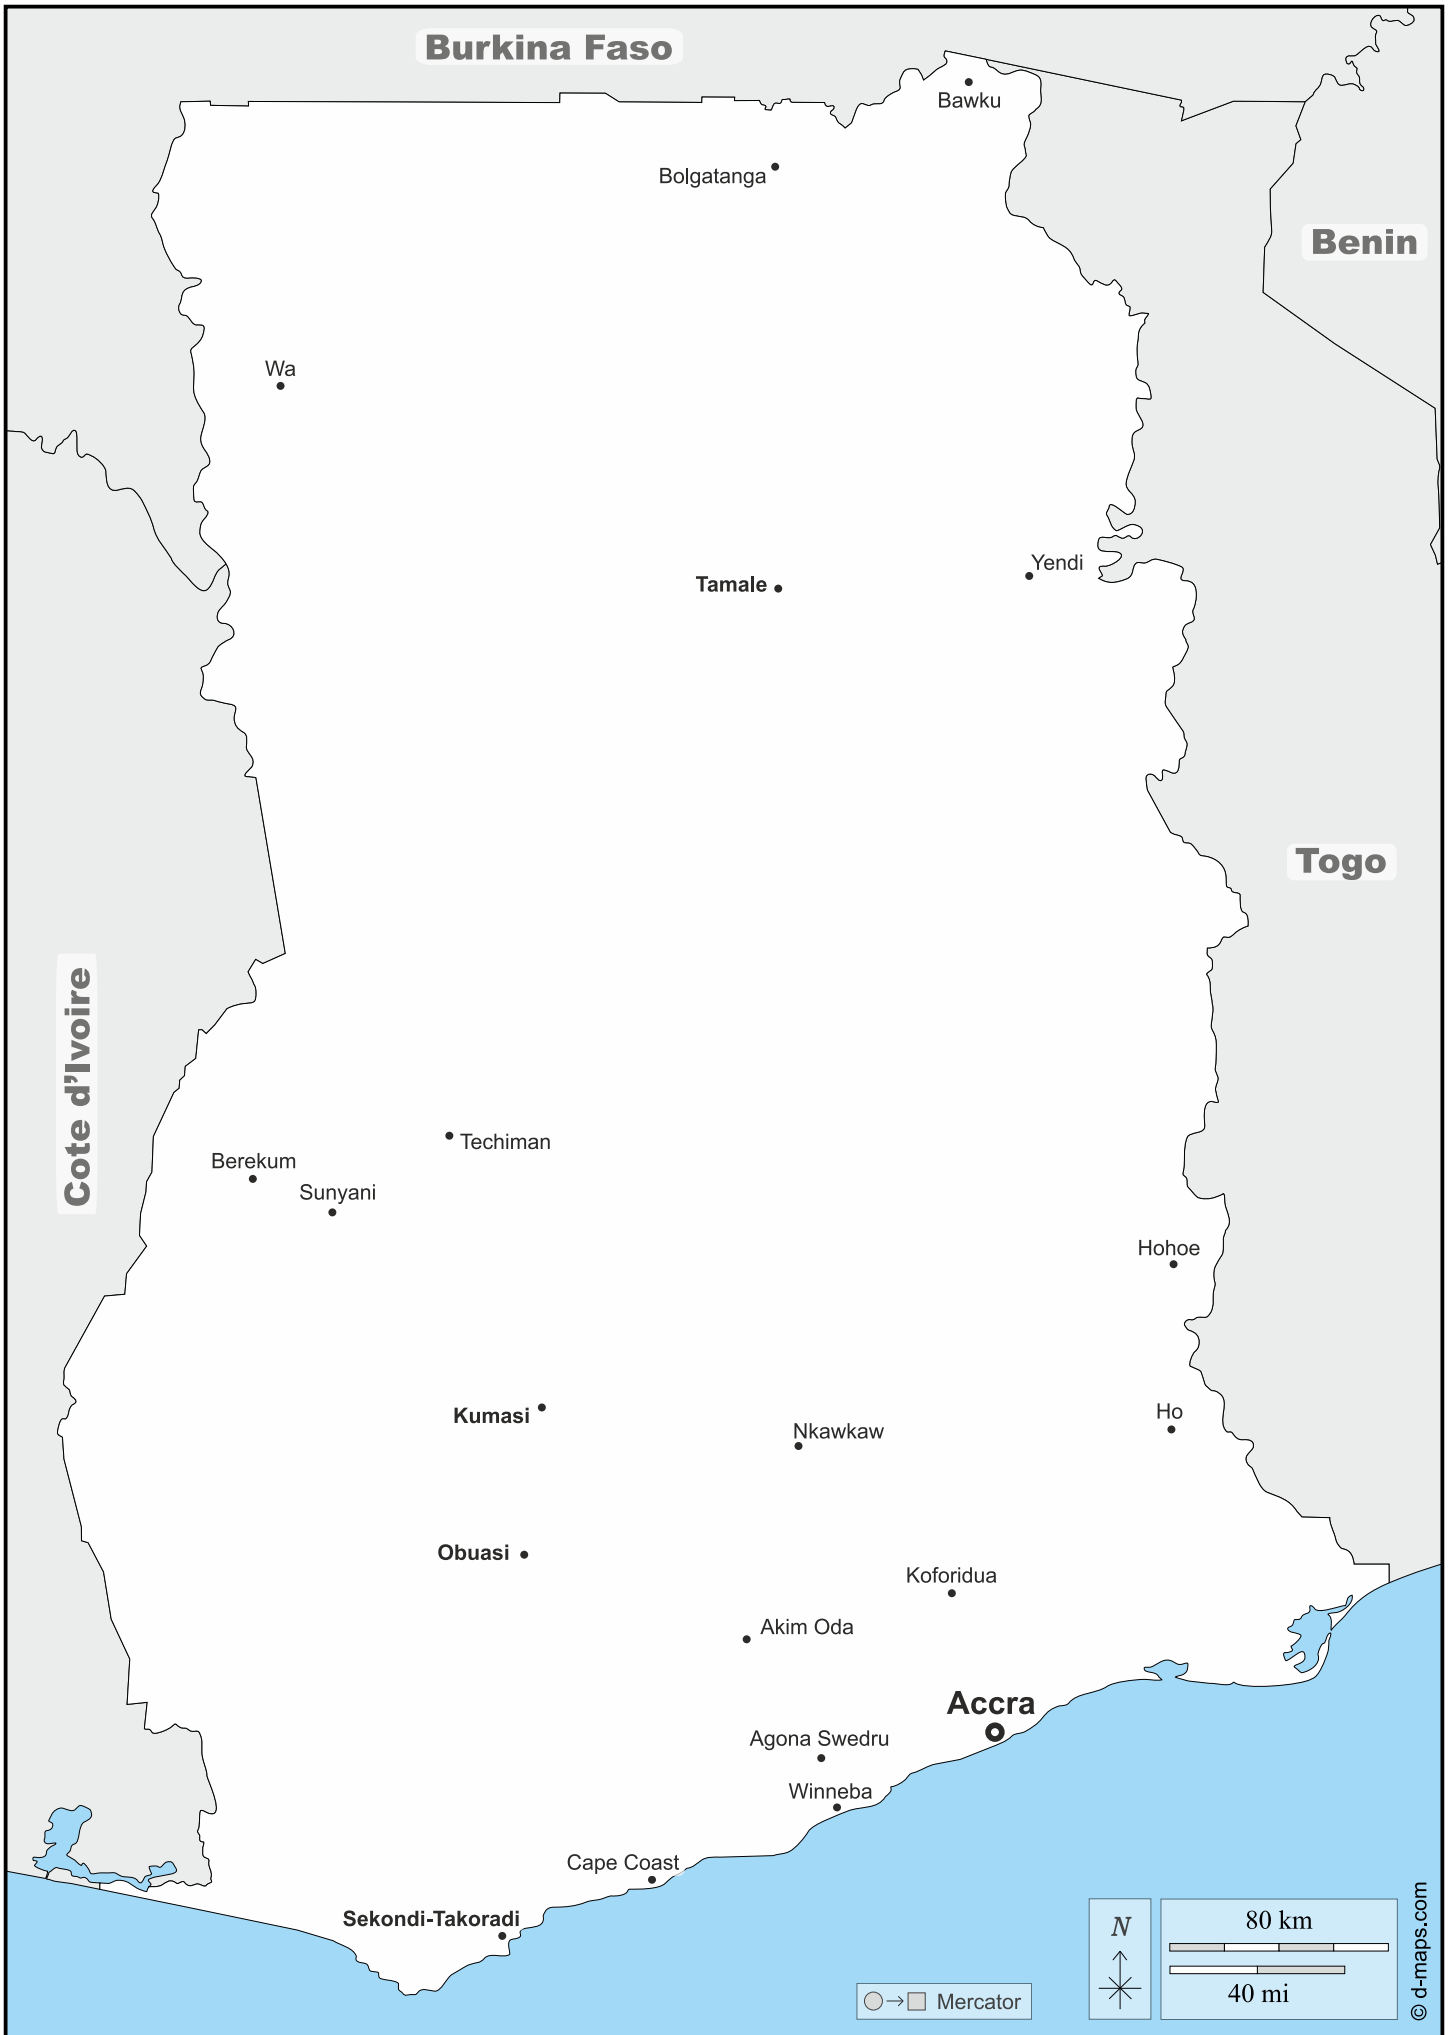 Burkina Faso
Bawku
Bolgatanga
Benin
Wa
Yendi
Tamale
Togo
Cote d'Ivoire
Techiman
Berekum
Sunyani
Hohoe
Kumasi
Ho
Nkawkaw
Obuasi
Koforidua
Akim Oda
Accra
Agona Swedru
Winneba
Cape Coast
Sekondi-Takoradi
N
80 km
40 mi
Mercator
© d-maps.com